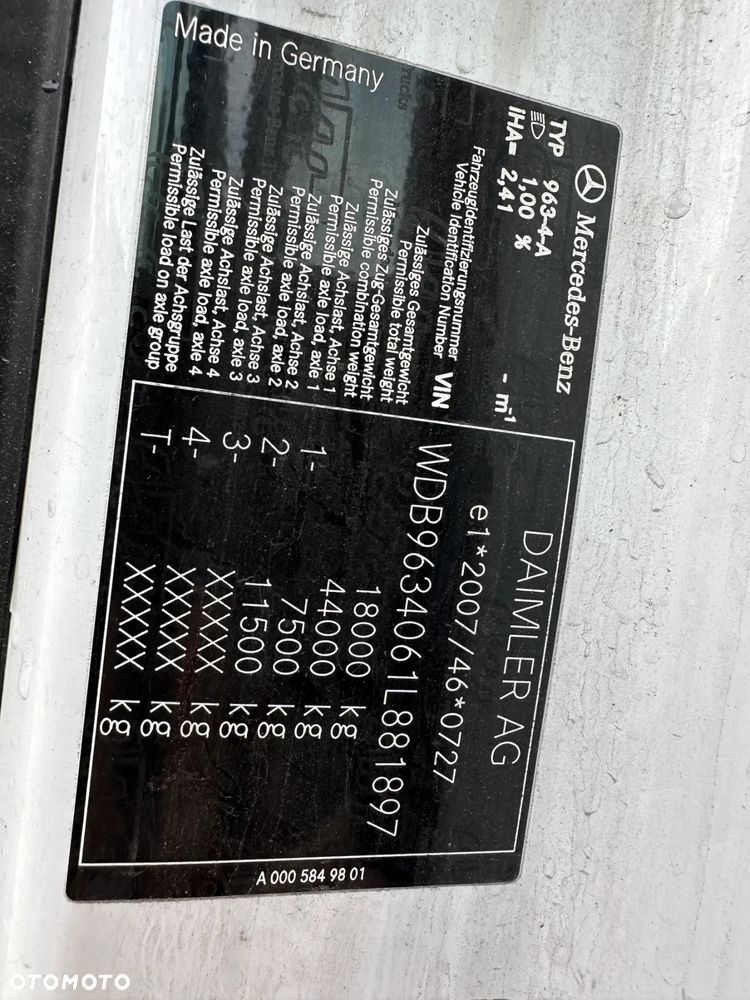 Mercedes-Benz
TYP 963-4-A
1,00 % - m-1
IHA= 2,41
DAIMLER AG
e1*2007/46*0727
Fahrzeugidentifizierungsnummer
Vehicle Identification Number VIN WDB9634061L881897
Zulässiges Gesamtgewicht
Permissible total weight 18000 kg
Zulässiges Zug-Gesamtgewicht
Permissible combination weight 44000 kg
Zulässige Achslast, Achse 1
Permissible axle load, axle 1 1- 7500 kg
Zulässige Achslast, Achse 2
Permissible axle load, axle 2 2- 11500 kg
Zulässige Achslast, Achse 3
Permissible axle load, axle 3 3- XXXXX kg
Zulässige Achslast, Achse 4
Permissible axle load, axle 4 4- XXXXX kg
Zulässige Last der Achsgruppe
Permissible load on axle group T- XXXXX kg
Made in Germany
A 000 584 98 01
OTOMOTO